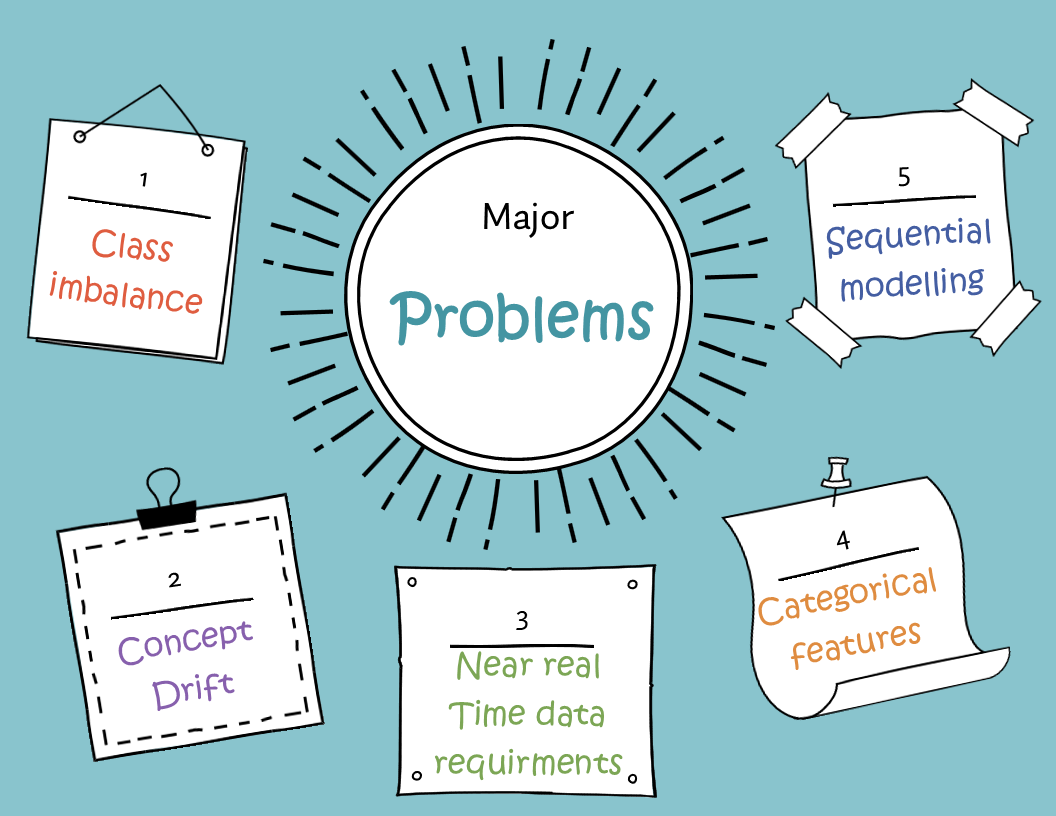 Major
Problems
1
Class
imbalance
2
Concept
Drift
3
Near real
Time data
requirments
4
Categorical
features
5
Sequential
modelling